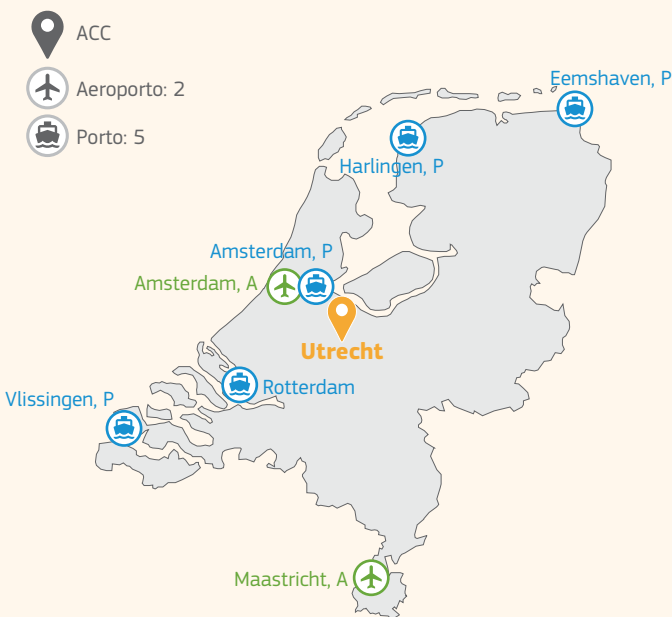 ACC
Aeroporto: 2
Porto: 5
Eemshaven, P
Harlingen, P
Amsterdam, P
Amsterdam, A
Utrecht
Rotterdam
Vlissingen, P
Maastricht, A